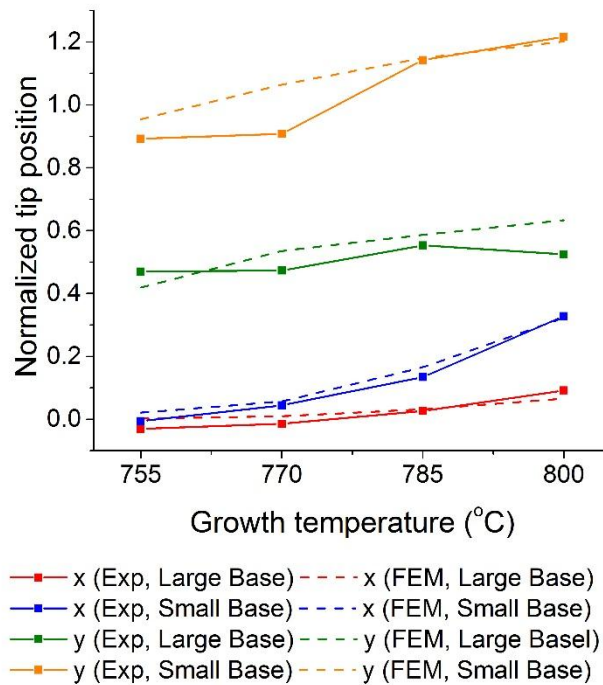 Normalized tip position
1.2
1.0
0.8
0.6
0.4
0.2
0.0
755 770 785 800
Growth temperature (°C)
x (Exp, Large Base) x (FEM, Large Base)
x (Exp, Small Base) x (FEM, Small Base)
y (Exp, Large Base) y (FEM, Large Basel)
y (Exp, Small Base) y (FEM, Small Base)